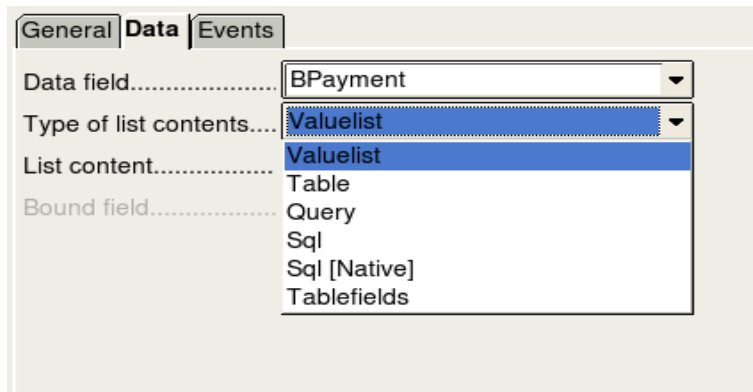 General Data Events
Data field..................... BPayment
Type of list contents.... Valuelist
List content................. Valuelist
Table
Bound field.................. Query
Sql
Sql [Native]
Tablefields